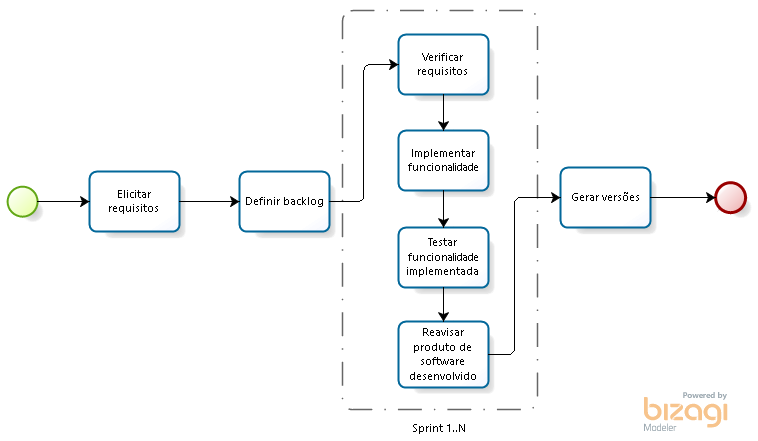 Elicitar
requisitos
Definir backlog
Verificar
requisitos
Implementar
funcionalidade
Testar
funcionalidade
implementada
Reavisar
produto de
software
desenvolvido
Gerar versões
Sprint 1..N
Powered by
bizagi
Modeler